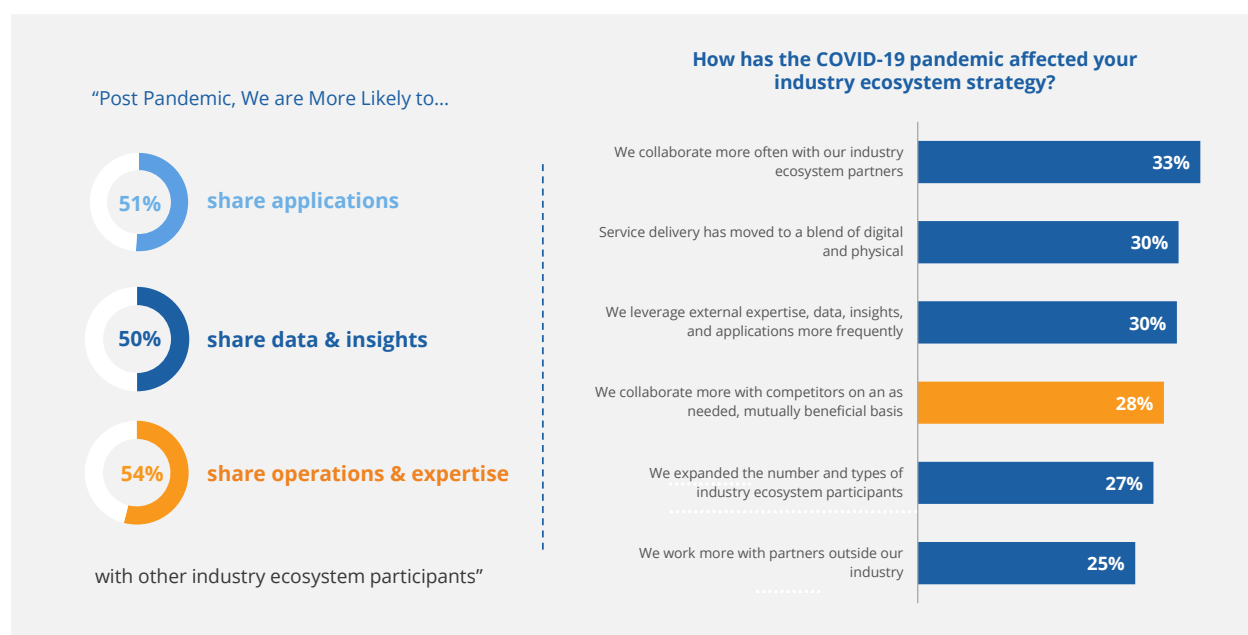 “Post Pandemic, We are More Likely to...
51%
share applications
50%
share data & insights
54%
share operations & expertise
with other industry ecosystem participants”
How has the COVID-19 pandemic affected your
industry ecosystem strategy?
We collaborate more often with our industry
ecosystem partners
33%
Service delivery has moved to a blend of digital
and physical
30%
We leverage external expertise, data, insights,
and applications more frequently
30%
We collaborate more with competitors on an as
needed, mutually beneficial basis
28%
We expanded the number and types of
industry ecosystem participants
27%
We work more with partners outside our
industry
25%